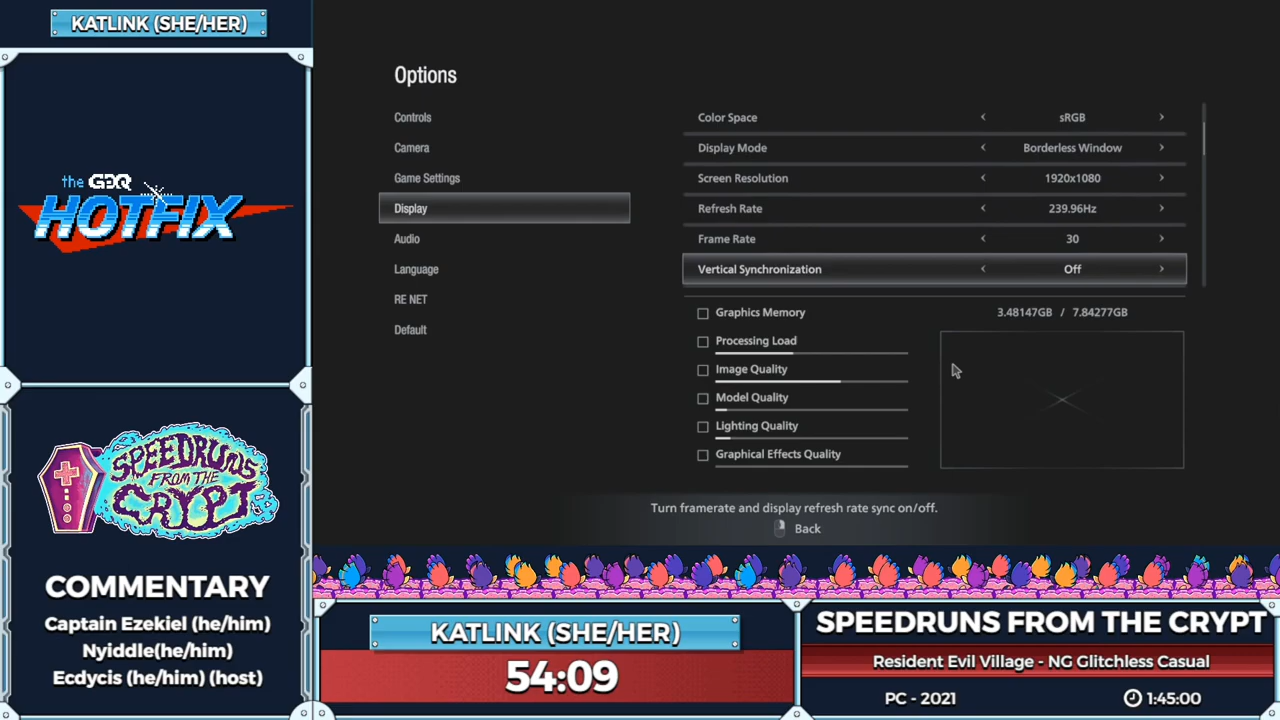 KATLINK (SHE/HER)
the GDQ
HOTFIX
SPEEDRUNS
FROM THE
CRYPT
COMMENTARY
Captain Ezekiel (he/him)
Nyiddle(he/him)
Ecdycis (he/him) (host)
Options
Controls
Camera
Game Settings
Display
Audio
Language
RE NET
Default
Color Space < sRGB >
Display Mode < Borderless Window >
Screen Resolution < 1920x1080 >
Refresh Rate < 239.96Hz >
Frame Rate < 30 >
Vertical Synchronization < Off >
Graphics Memory 3.48147GB / 7.84277GB
Processing Load
Image Quality
Model Quality
Lighting Quality
Graphical Effects Quality
Turn framerate and display refresh rate sync on/off.
Back
KATLINK (SHE/HER)
54:09
SPEEDRUNS FROM THE CRYPT
Resident Evil Village - NG Glitchless Casual
PC - 2021 1:45:00